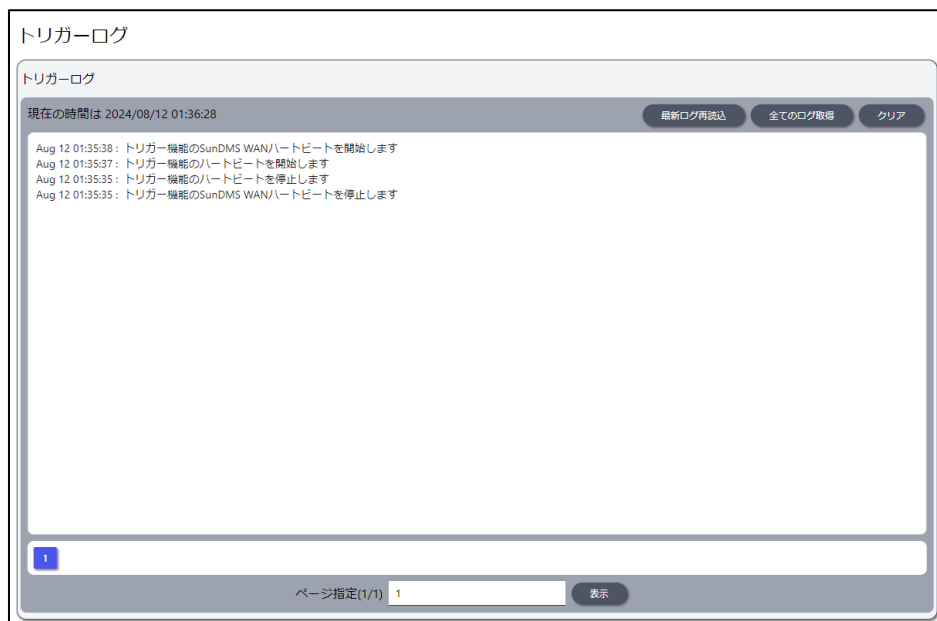 トリガーログ
トリガーログ
現在の時間は 2024/08/12 01:36:28
最新ログ再読込 全てのログ取得 クリア
Aug 12 01:35:38 : トリガー機能のSunDMS WANハートビートを開始します
Aug 12 01:35:37 : トリガー機能のハートビートを開始します
Aug 12 01:35:35 : トリガー機能のハートビートを停止します
Aug 12 01:35:35 : トリガー機能のSunDMS WANハートビートを停止します
1
ページ指定(1/1) 1 表示